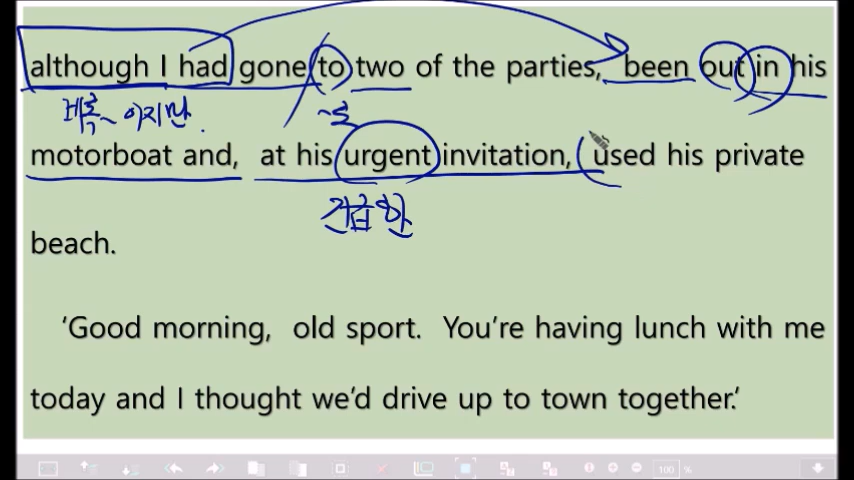 although I had gone to two of the parties, been out in his
비록~ 이지만
~로
motorboat and, at his urgent invitation, used his private
긴급한
beach.
'Good morning, old sport. You're having lunch with me
today and I thought we'd drive up to town together.'
100 %